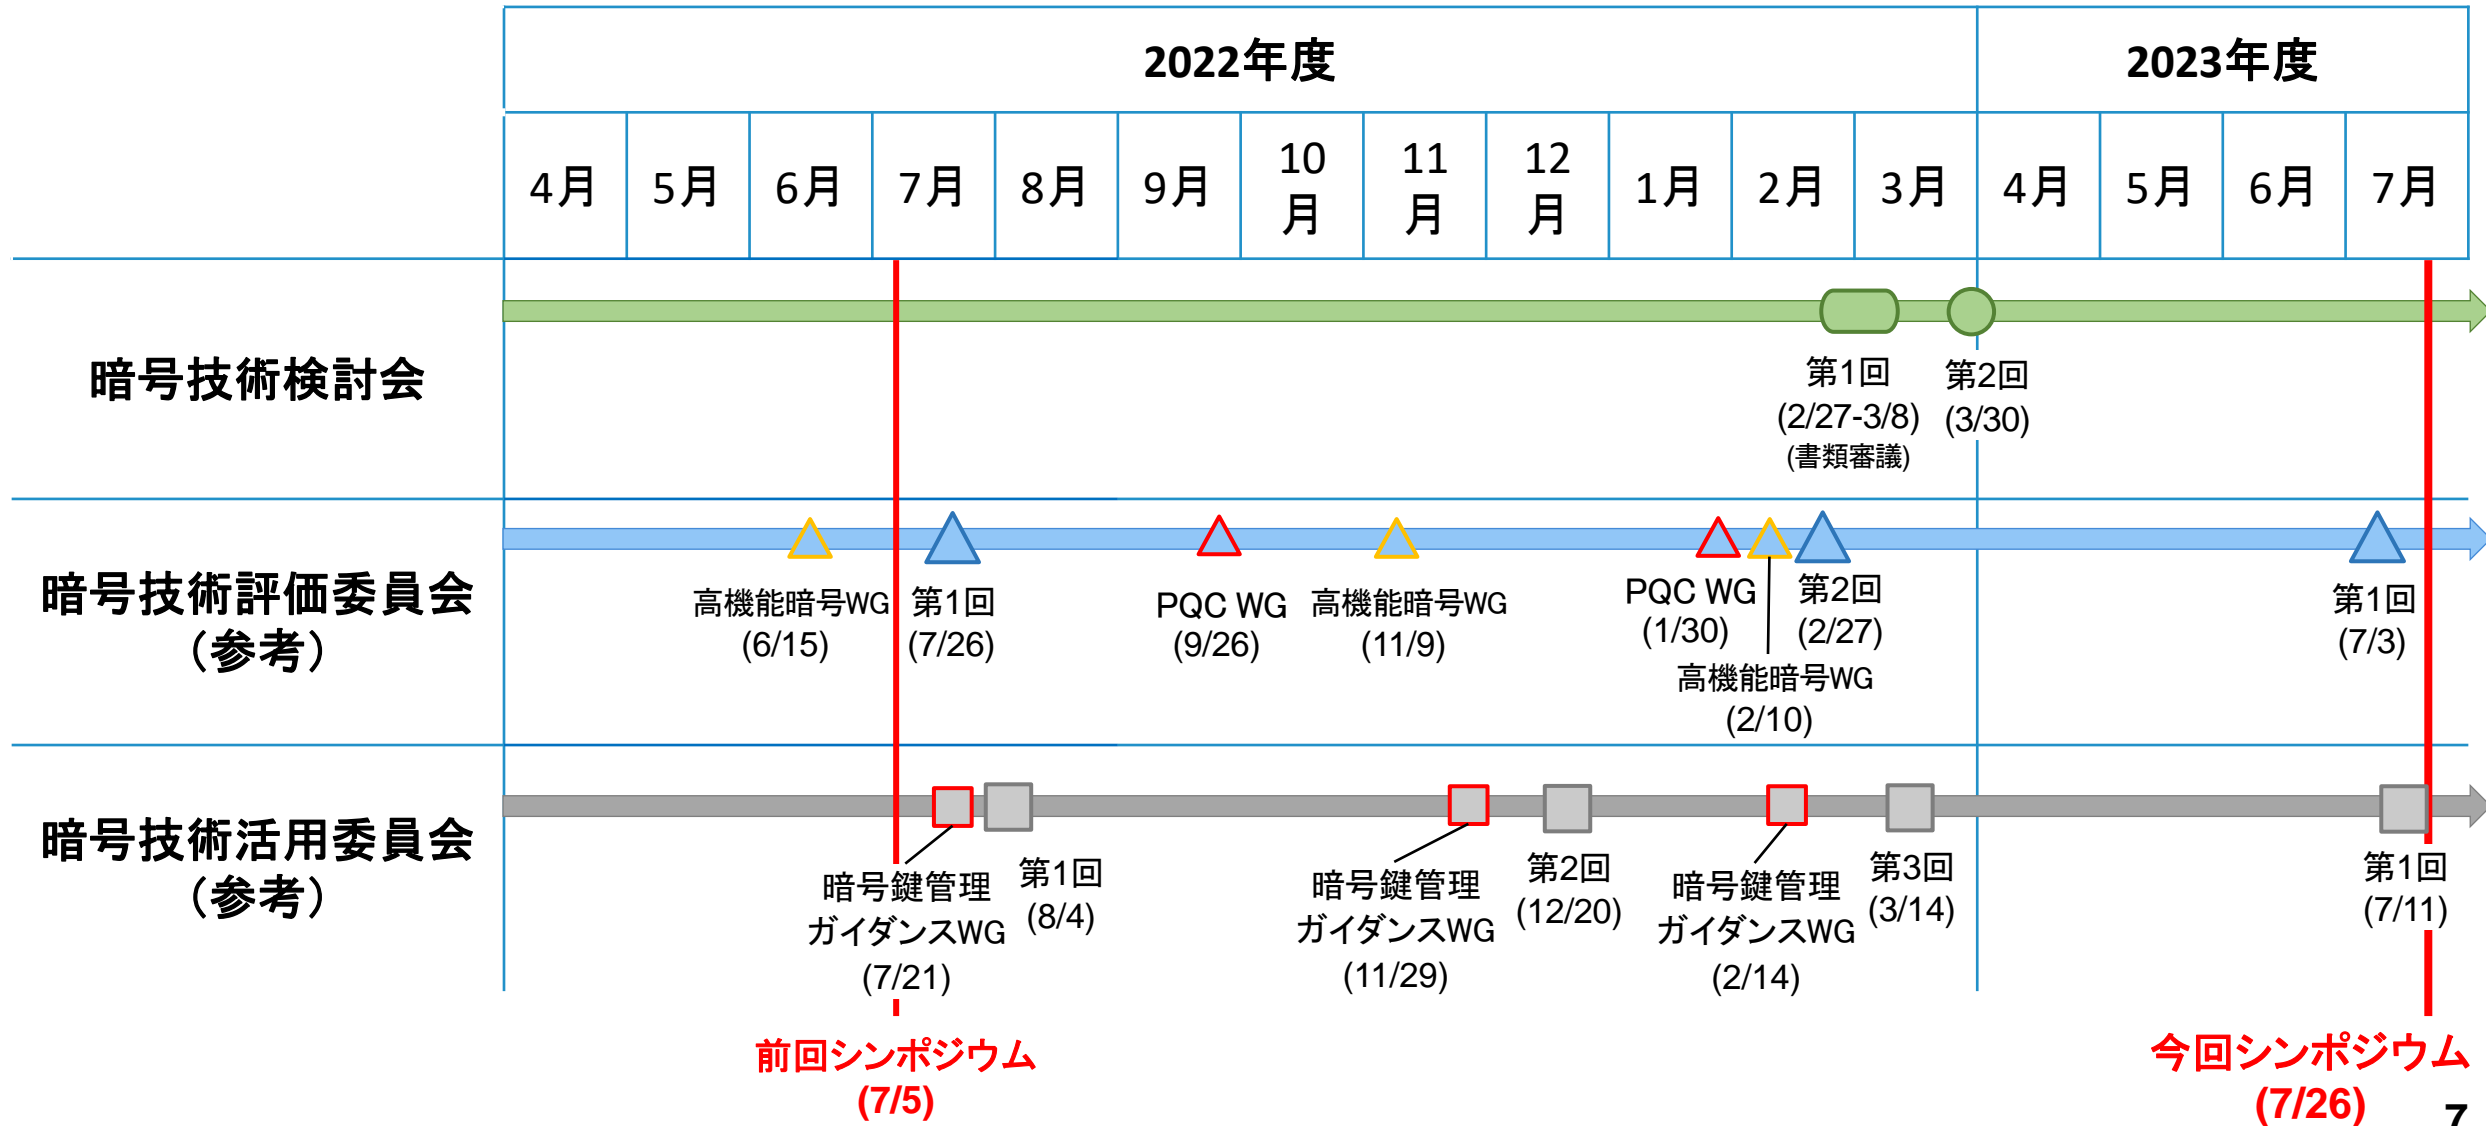 2022年度
2023年度
4月
5月
6月
7月
8月
9月
10
月
11
月
12
月
1月
2月
3月
4月
5月
6月
7月
暗号技術検討会
第1回
(2/27-3/8)
(書類審議)
第2回
(3/30)
暗号技術評価委員会
（参考）
高機能暗号WG
(6/15)
第1回
(7/26)
PQC WG
(9/26)
高機能暗号WG
(11/9)
PQC WG
(1/30)
高機能暗号WG
(2/10)
第2回
(2/27)
第1回
(7/3)
暗号技術活用委員会
（参考）
暗号鍵管理
ガイダンスWG
(7/21)
第1回
(8/4)
暗号鍵管理
ガイダンスWG
(11/29)
第2回
(12/20)
暗号鍵管理
ガイダンスWG
(2/14)
第3回
(3/14)
第1回
(7/11)
前回シンポジウム
(7/5)
今回シンポジウム
(7/26)
7